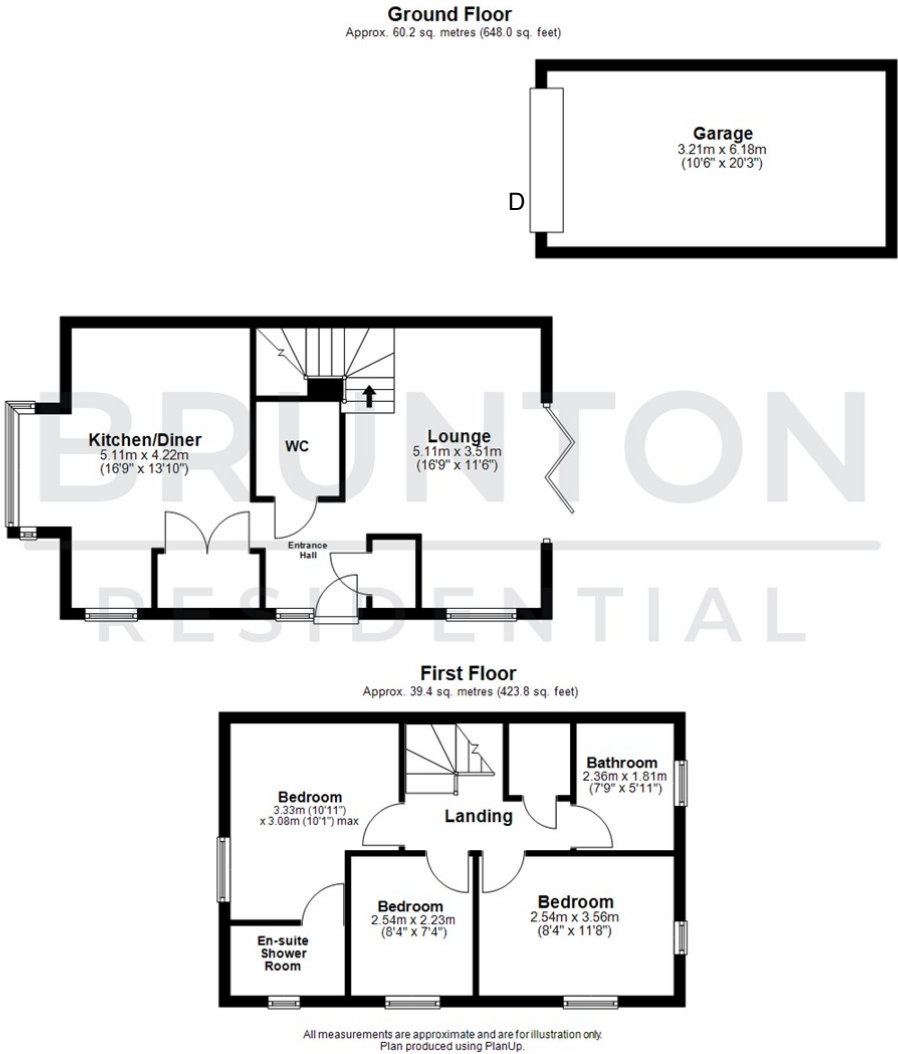 Ground Floor
Approx. 60.2 sq. metres (648.0 sq. feet)
Garage
3.21m x 6.18m
(10'6" x 20'3")
D
BRUNTON
RESIDENTIAL
Kitchen/Diner
5.11m x 4.22m
(16'9" x 13'10")
WC
Lounge
5.11m x 3.51m
(16'9" x 11'6")
Entrance
Hall
First Floor
Approx. 39.4 sq. metres (423.8 sq. feet)
Bedroom
3.33m (10'11")
x 3.08m (10'1") max
Landing
Bathroom
2.36m x 1.81m
(7'9" x 5'11")
En-suite
Shower
Room
Bedroom
2.54m x 2.23m
(8'4" x 7'4")
Bedroom
2.54m x 3.56m
(8'4" x 11'8")
All measurements are approximate and are for illustration only.
Plan produced using PlanUp.